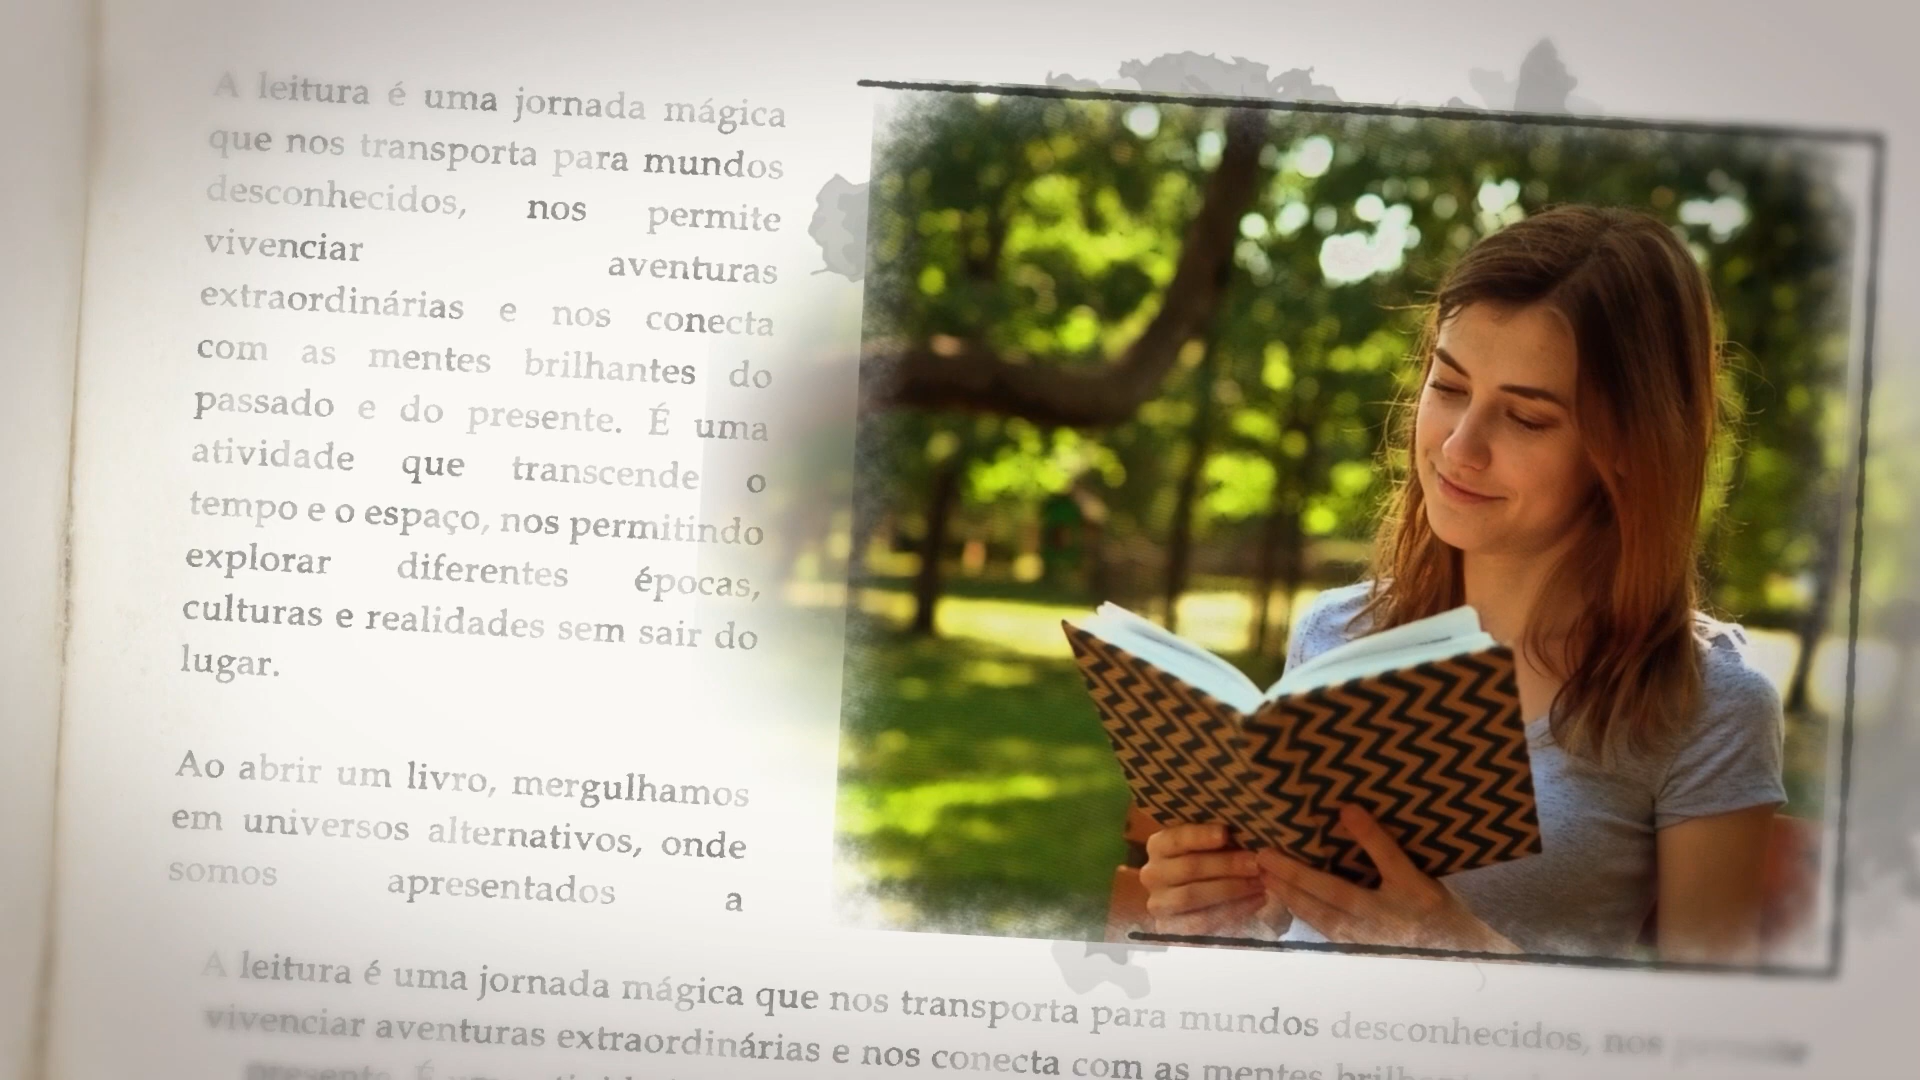 A leitura é uma jornada mágica
que nos transporta para mundos
desconhecidos, nos permite
vivenciar aventuras
extraordinárias e nos conecta
com as mentes brilhantes do
passado e do presente. É uma
atividade que transcende o
tempo e o espaço, nos permitindo
explorar diferentes épocas,
culturas e realidades sem sair do
lugar.
Ao abrir um livro, mergulhamos
em universos alternativos, onde
somos apresentados a
A leitura é uma jornada mágica que nos transporta para mundos desconhecidos, nos
vivenciar aventuras extraordinárias e nos conecta com as mentes